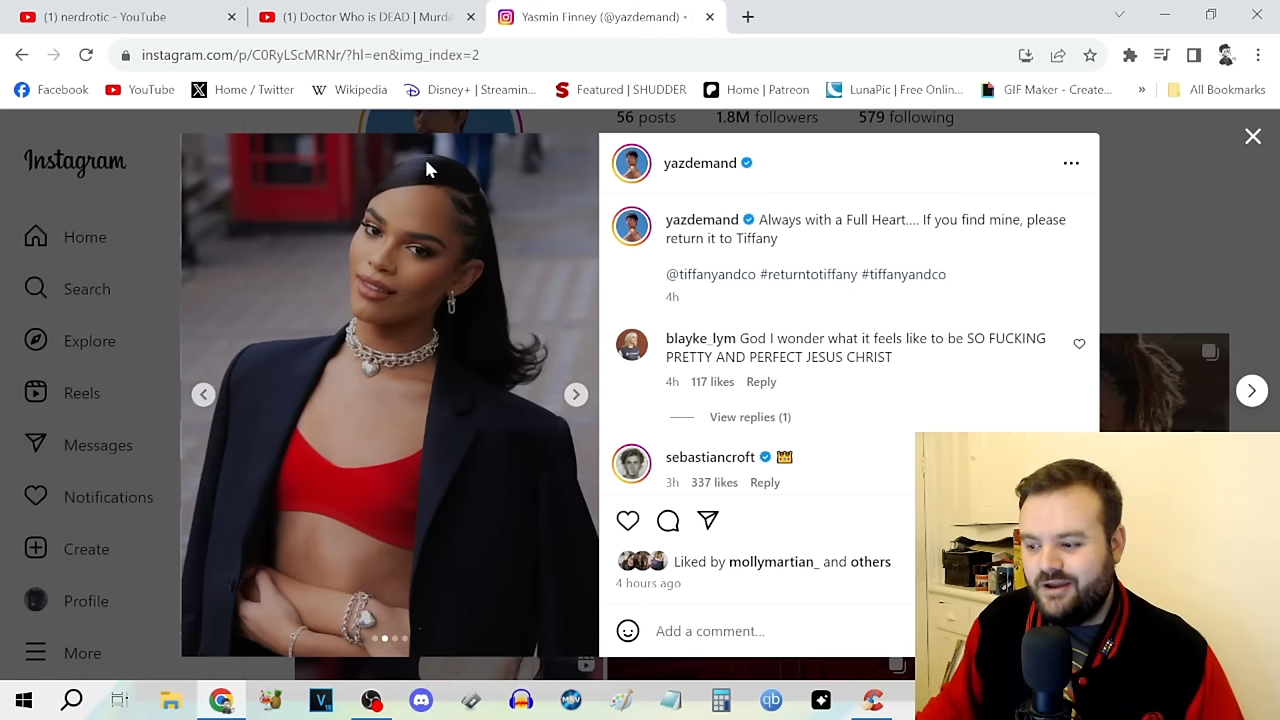 (1) nerdrotic - YouTube
(1) Doctor Who is DEAD | Murde
Yasmin Finney (@yazdemand) •
instagram.com/p/C0RyLScMRNr/?hl=en&img_index=2
Facebook
YouTube
Home / Twitter
Wikipedia
Disney+ | Streamin...
Featured | SHUDDER
Home | Patreon
LunaPic | Free Onlin...
GIF Maker - Create...
»
All Bookmarks
56 posts
1.8M followers
579 following
Instagram
Home
Search
Explore
Reels
Messages
Notifications
Create
Profile
More
yazdemand
yazdemand Always with a Full Heart.... If you find mine, please
return it to Tiffany
@tiffanyandco #returntotiffany #tiffanyandco
4h
blayke_lym God I wonder what it feels like to be SO FUCKING
PRETTY AND PERFECT JESUS CHRIST
4h 117 likes Reply
View replies (1)
sebastiancroft
3h 337 likes Reply
Liked by mollymartian_ and others
4 hours ago
Add a comment...